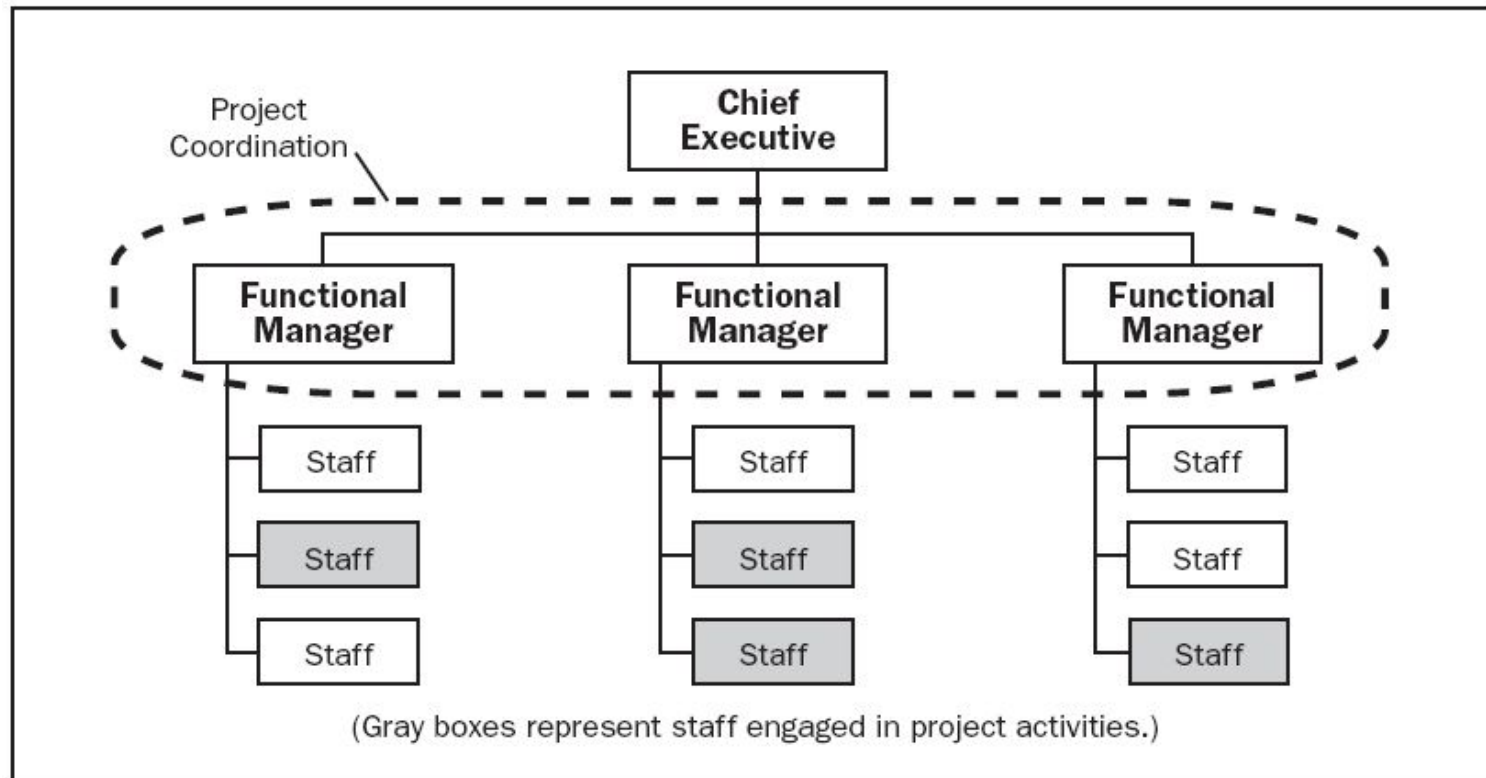 Project
Coordination
Chief
Executive
Functional
Manager
Functional
Manager
Functional
Manager
Staff
Staff
Staff
Staff
Staff
Staff
Staff
Staff
Staff
(Gray boxes represent staff engaged in project activities.)